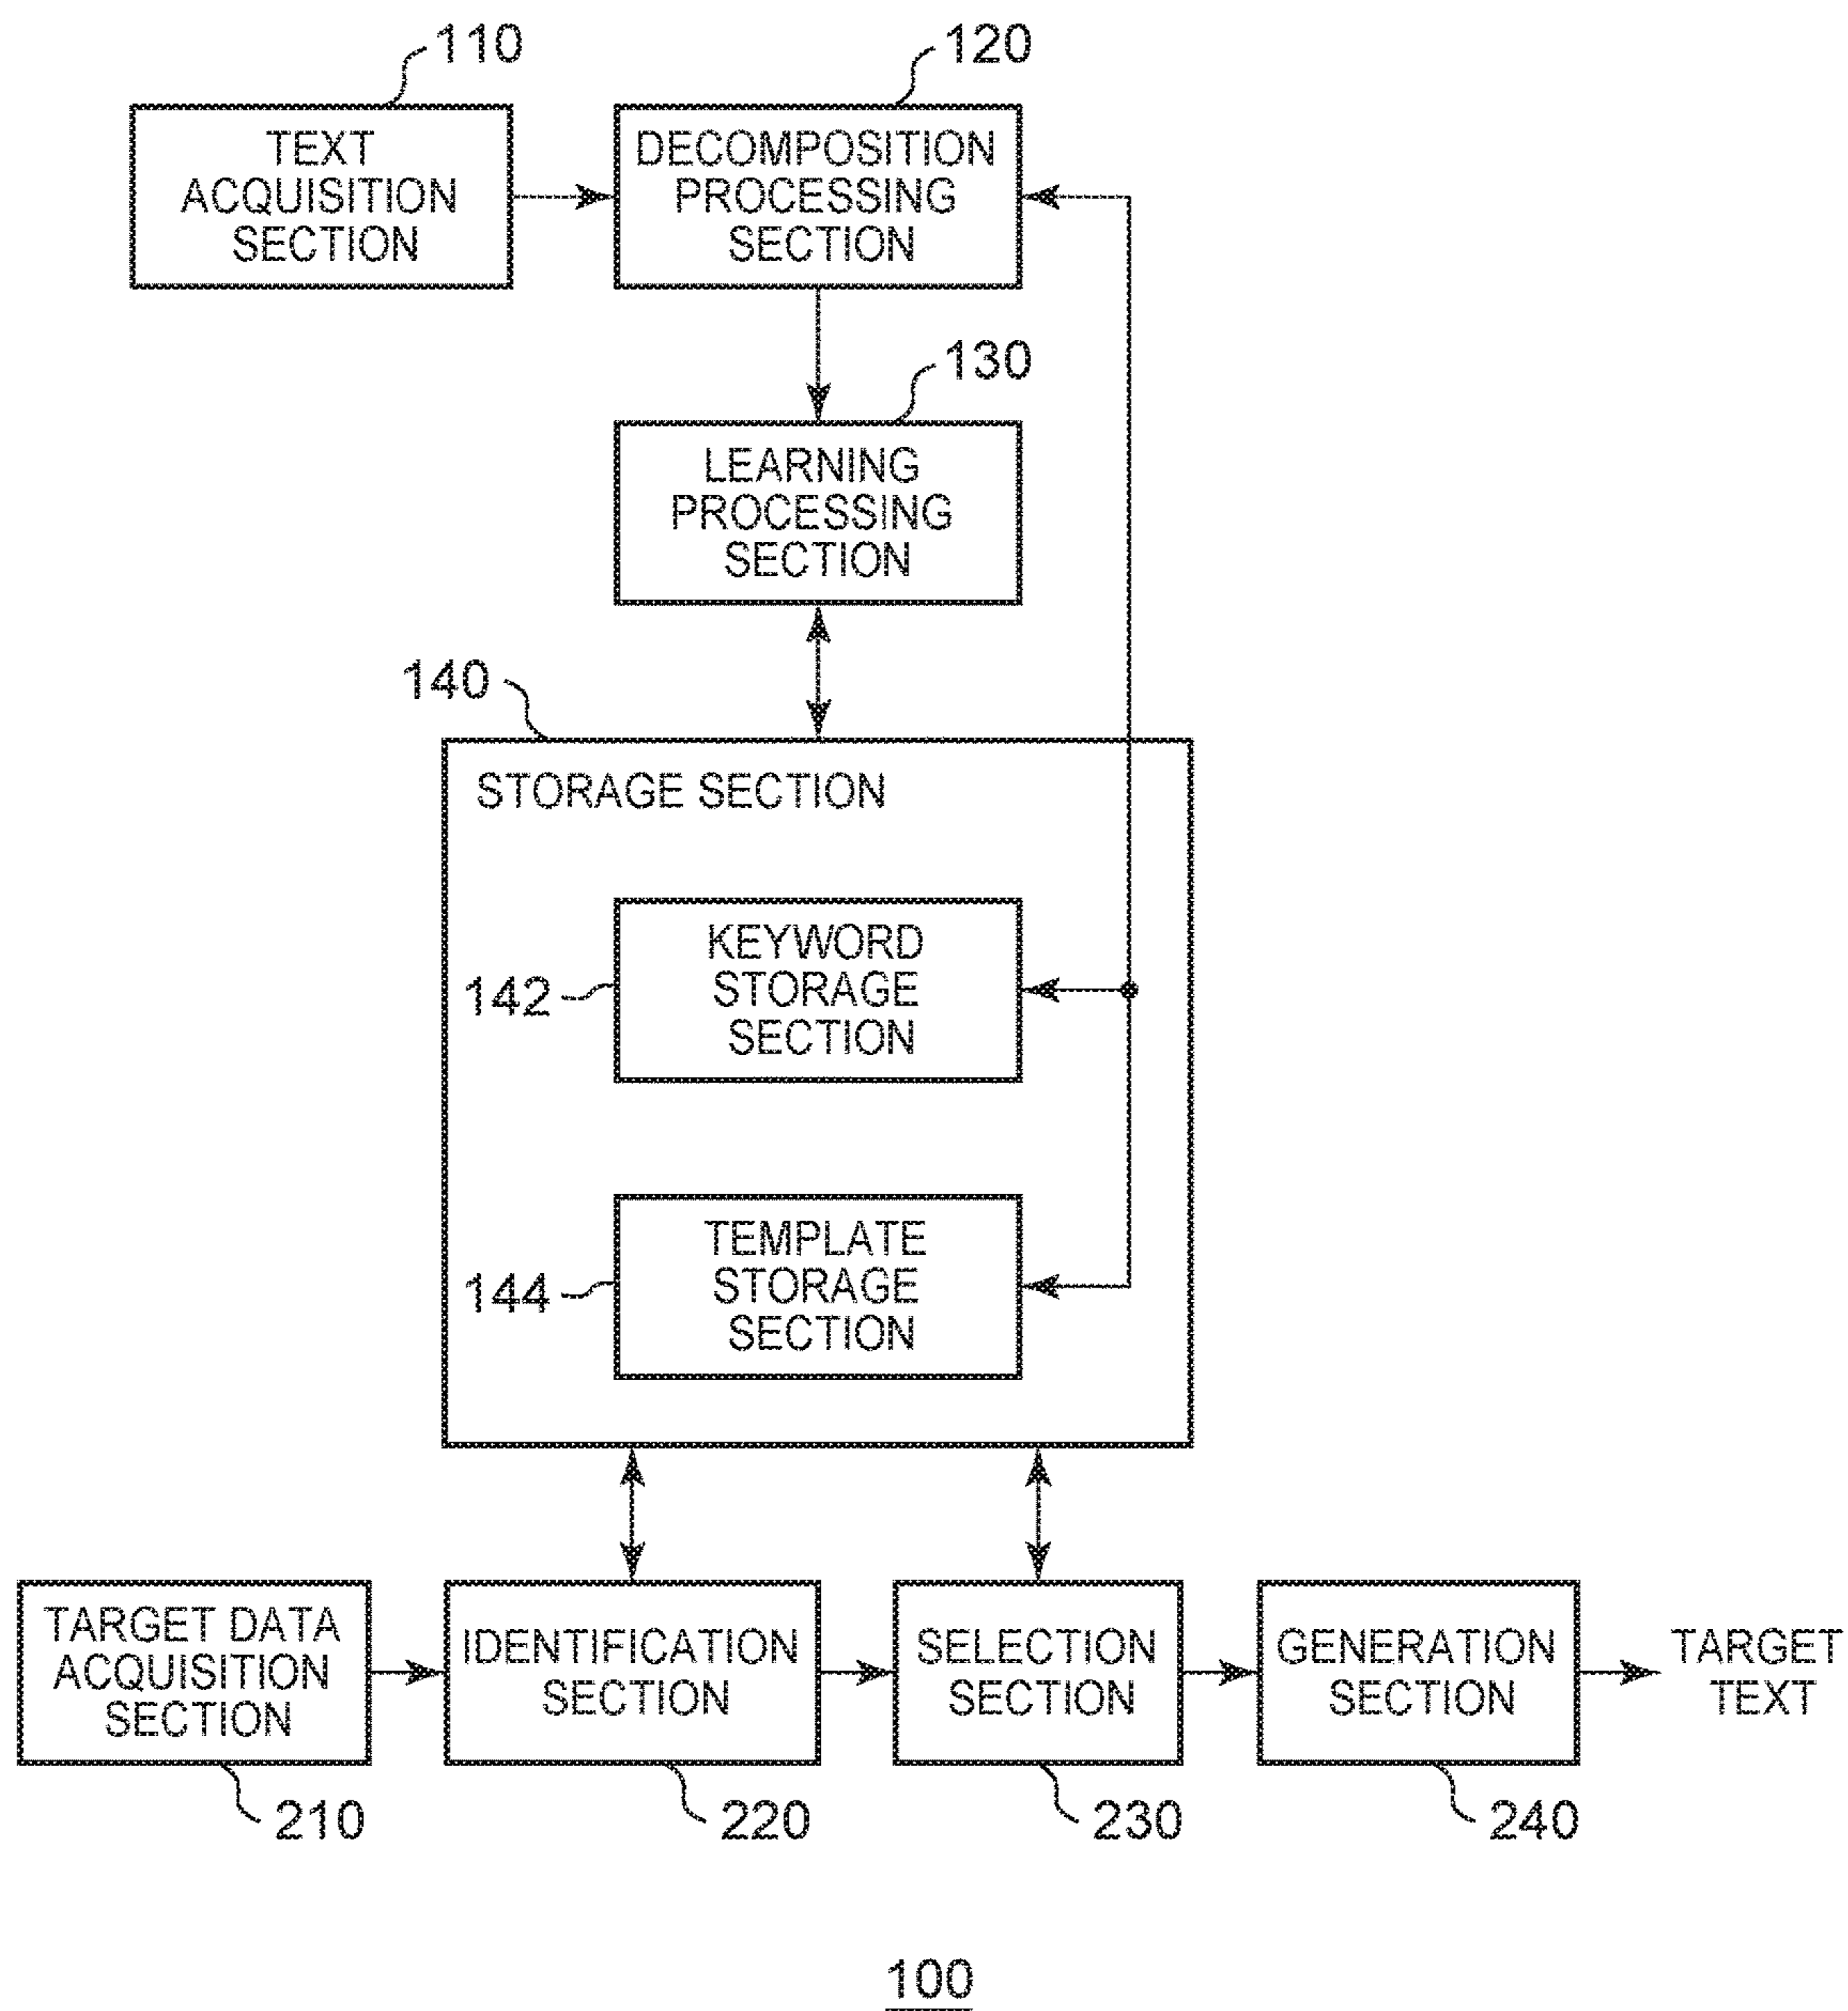 110
120
TEXT
ACQUISITION
SECTION
DECOMPOSITION
PROCESSING
SECTION
130
LEARNING
PROCESSING
SECTION
140
STORAGE SECTION
142
KEYWORD
STORAGE
SECTION
144
TEMPLATE
STORAGE
SECTION
TARGET DATA
ACQUISITION
SECTION
IDENTIFICATION
SECTION
SELECTION
SECTION
GENERATION
SECTION
TARGET
TEXT
210
220
230
240
100